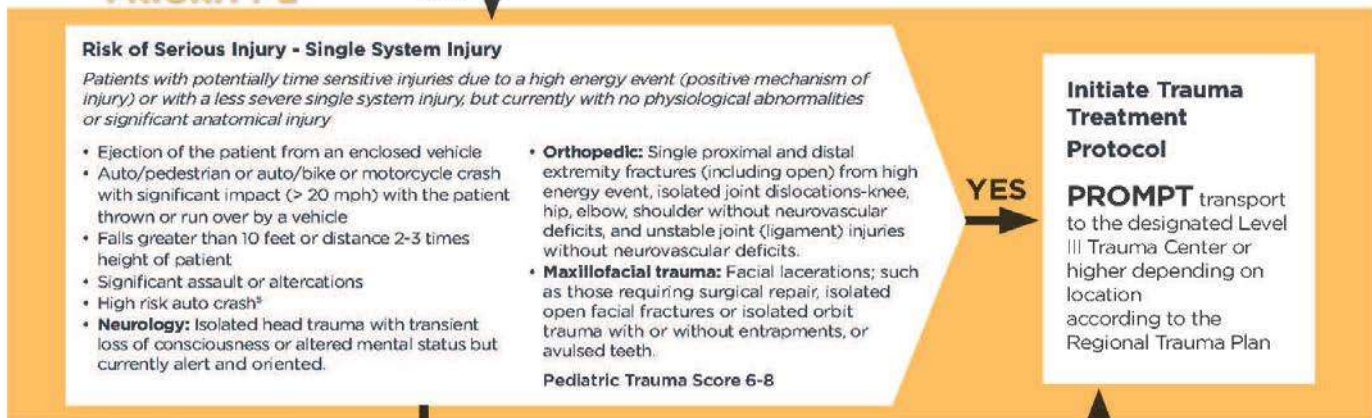 Risk of Serious Injury - Single System Injury
Patients with potentially time sensitive injuries due to a high energy event (positive mechanism of
injury) or with a less severe single system injury, but currently with no physiological abnormalities
or significant anatomical injury
• Ejection of the patient from an enclosed vehicle
• Auto/pedestrian or auto/bike or motorcycle crash
with significant impact (> 20 mph) with the patient
thrown or run over by a vehicle
• Falls greater than 10 feet or distance 2-3 times
height of patient
• Significant assault or altercations
• High risk auto crash⁵
• Neurology: Isolated head trauma with transient
loss of consciousness or altered mental status but
currently alert and oriented.
• Orthopedic: Single proximal and distal
extremity fractures (including open) from high
energy event, isolated joint dislocations-knee,
hip, elbow, shoulder without neurovascular
deficits, and unstable joint (ligament) injuries
without neurovascular deficits.
• Maxillofacial trauma: Facial lacerations; such
as those requiring surgical repair, isolated
open facial fractures or isolated orbit
trauma with or without entrapments, or
avulsed teeth.
Pediatric Trauma Score 6-8
YES
Initiate Trauma
Treatment
Protocol
PROMPT transport
to the designated Level
III Trauma Center or
higher depending on
location
according to the
Regional Trauma Plan